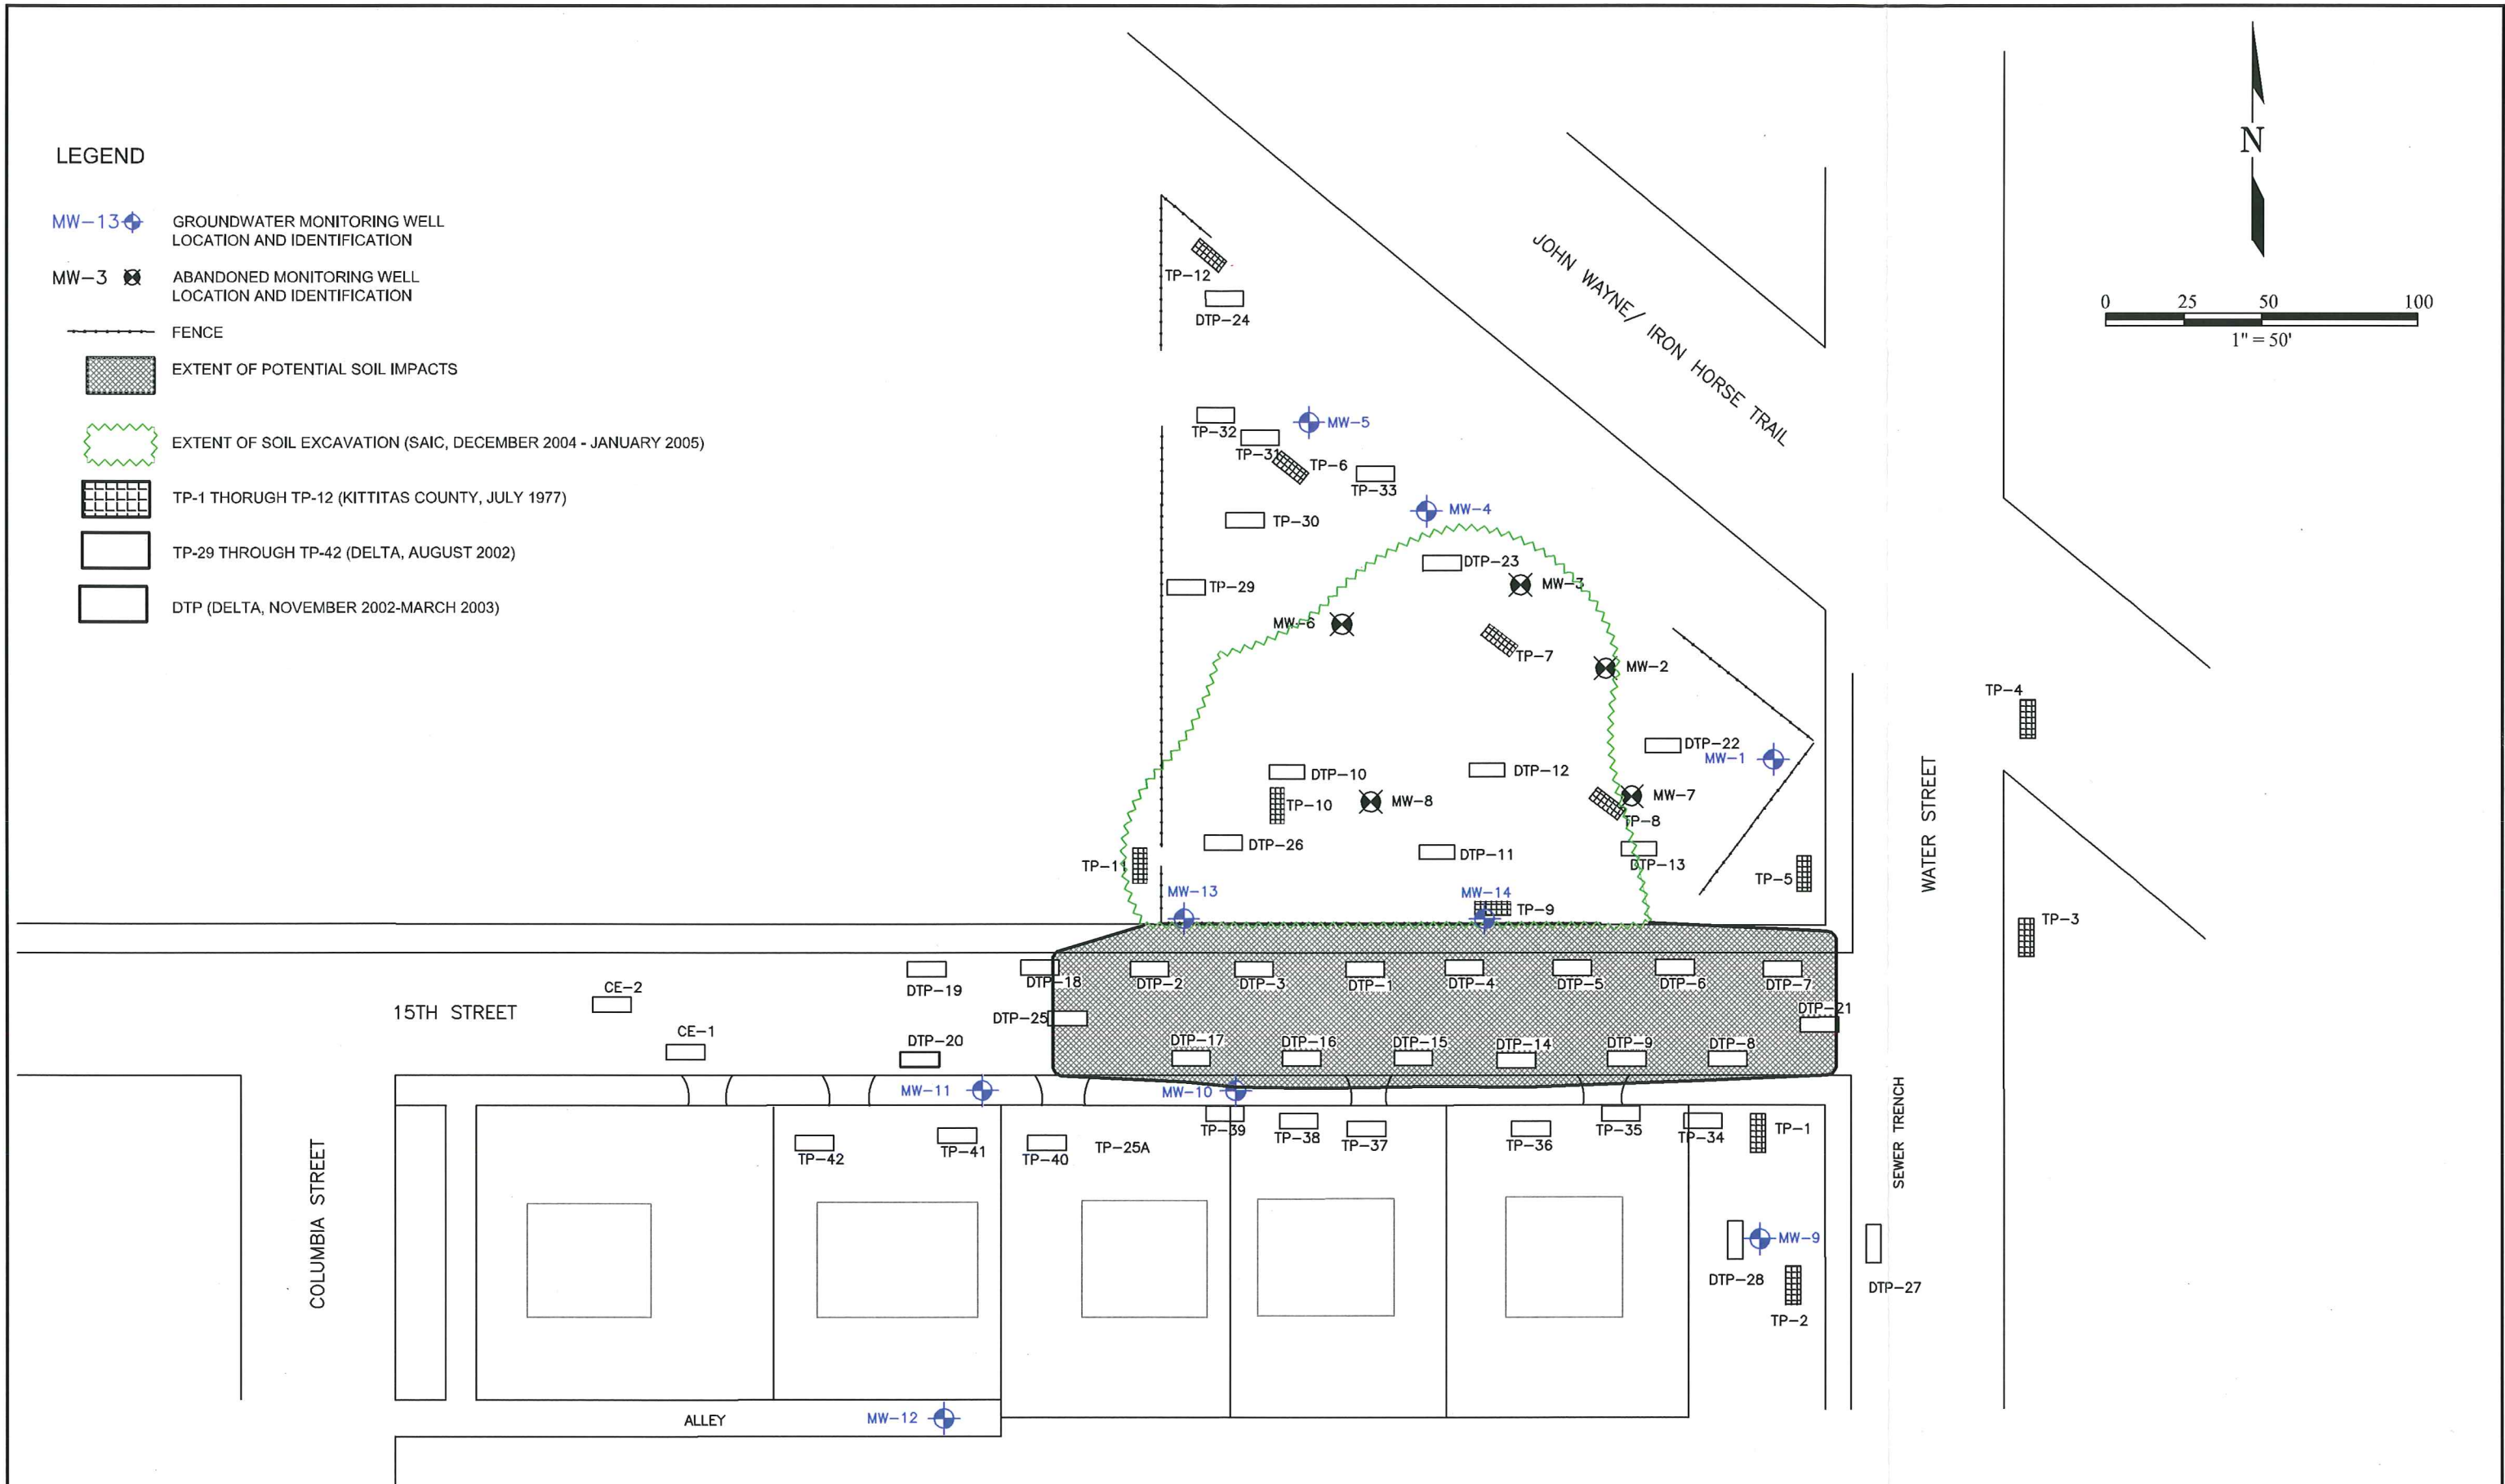 LEGEND
MW-13
GROUNDWATER MONITORING WELL
LOCATION AND IDENTIFICATION
MW-3
ABANDONED MONITORING WELL
LOCATION AND IDENTIFICATION
FENCE
EXTENT OF POTENTIAL SOIL IMPACTS
EXTENT OF SOIL EXCAVATION (SAIC, DECEMBER 2004 - JANUARY 2005)
TP-1 THORUGH TP-12 (KITTITAS COUNTY, JULY 1977)
TP-29 THROUGH TP-42 (DELTA, AUGUST 2002)
DTP (DELTA, NOVEMBER 2002-MARCH 2003)
N
0 25 50 100
1" = 50'
JOHN WAYNE/ IRON HORSE TRAIL
TP-12
DTP-24
TP-32
MW-5
TP-31
TP-6
TP-33
MW-4
TP-30
DTP-23
TP-29
MW-3
MW-6
TP-7
MW-2
TP-4
DTP-22
MW-1
DTP-10
DTP-12
TP-10
MW-8
MW-7
TP-8
WATER STREET
DTP-26
DTP-11
DTP-13
TP-11
TP-5
MW-13
MW-14
TP-9
TP-3
DTP-19
DTP-18
DTP-2
DTP-3
DTP-1
DTP-4
DTP-5
DTP-6
DTP-7
CE-2
15TH STREET
DTP-25
DTP-21
CE-1
DTP-20
DTP-17
DTP-16
DTP-15
DTP-14
DTP-9
DTP-8
MW-11
MW-10
SEWER TRENCH
TP-42
TP-41
TP-40
TP-25A
TP-39
TP-38
TP-37
TP-36
TP-35
TP-34
TP-1
COLUMBIA STREET
MW-9
DTP-28
DTP-27
TP-2
ALLEY
MW-12